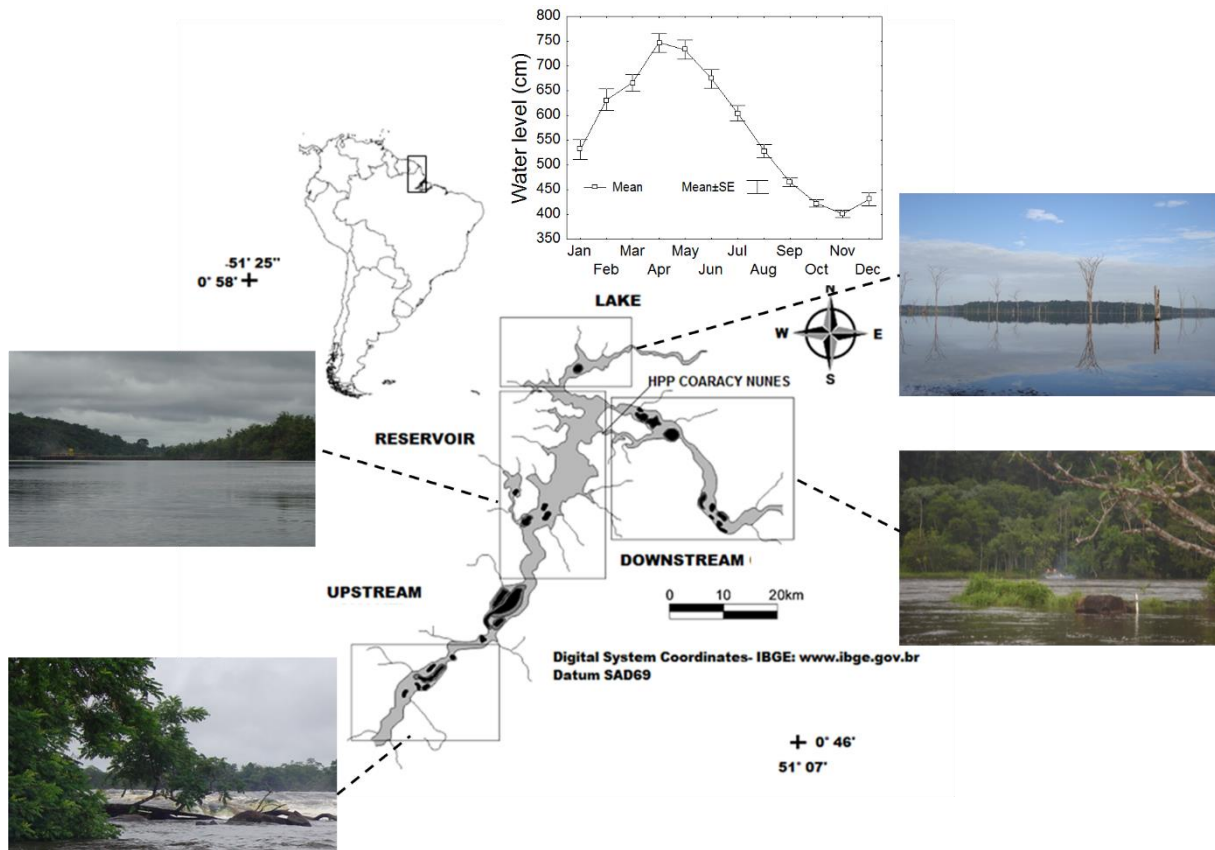 800
750
700
650
600
550
500
450
400
350
Water level (cm)
Mean
Mean±SE
Jan
Mar
May
Jul
Sep
Nov
Feb
Apr
Jun
Aug
Oct
Dec
-51° 25"
0° 58'
LAKE
N
W
E
S
HPP COARACY NUNES
RESERVOIR
DOWNSTREAM
UPSTREAM
0 10 20km
Digital System Coordinates- IBGE: www.ibge.gov.br
Datum SAD69
0° 46'
51° 07'